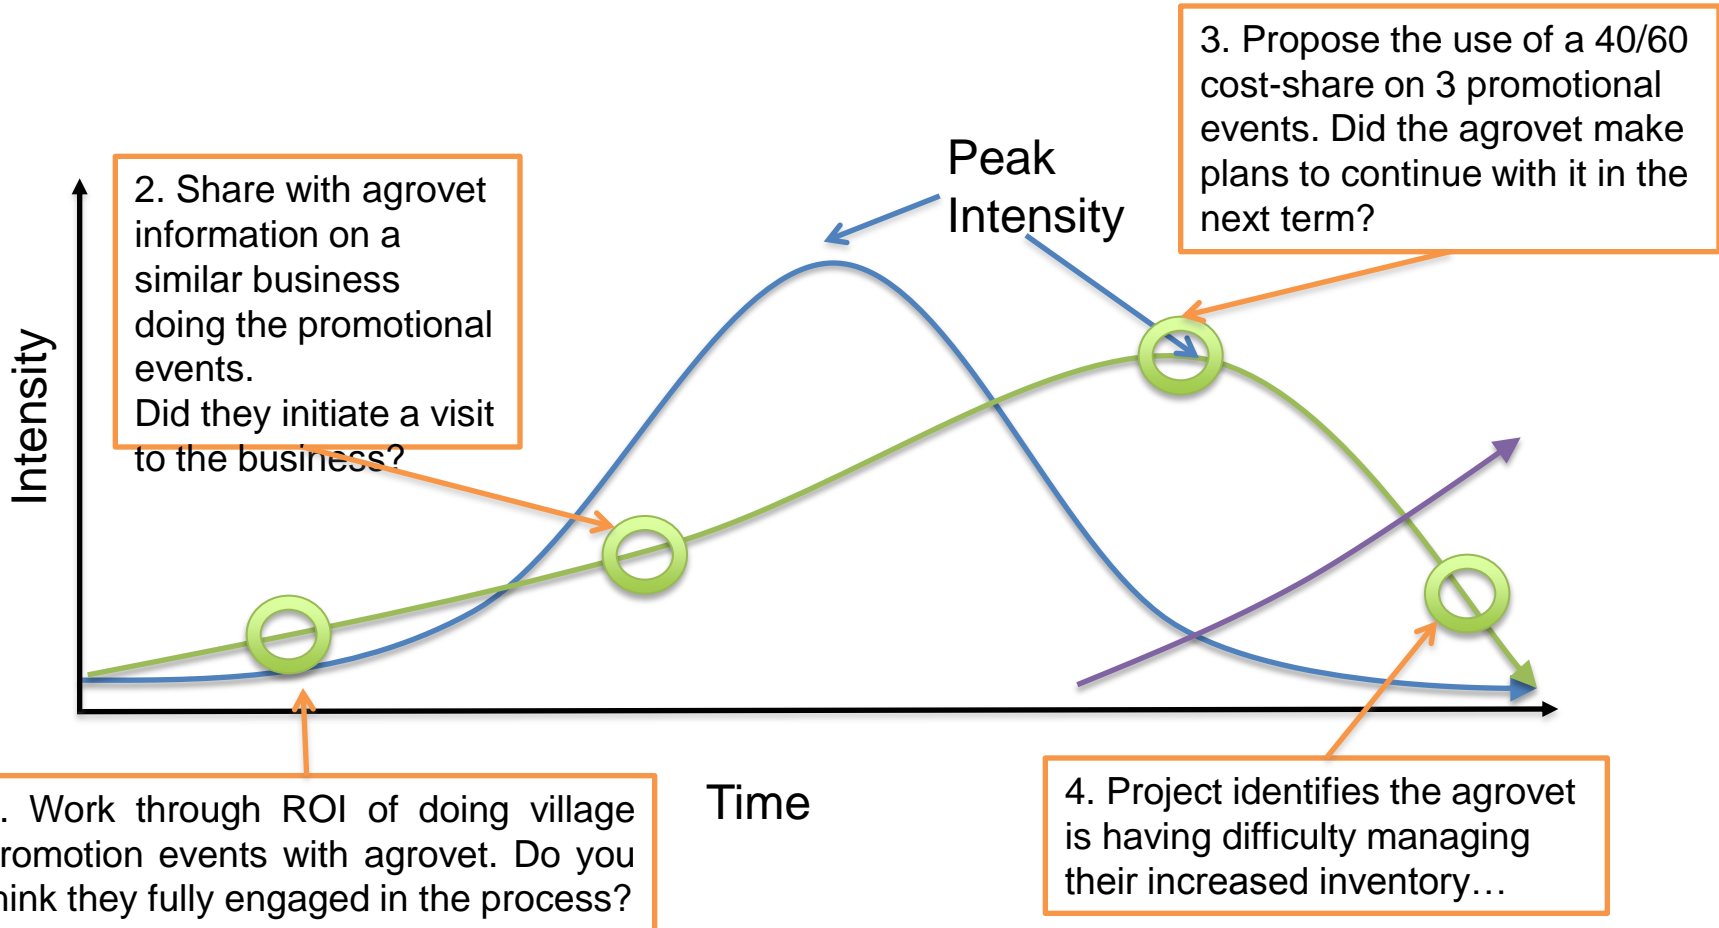 3. Propose the use of a 40/60
cost-share on 3 promotional
events. Did the agrovet make
plans to continue with it in the
next term?
Peak
Intensity
2. Share with agrovet
information on a
similar business
doing the promotional
events.
Did they initiate a visit
to the business?
Intensity
. Work through ROI of doing village
romotion events with agrovet. Do you
hink they fully engaged in the process?
Time
4. Project identifies the agrovet
is having difficulty managing
their increased inventory…